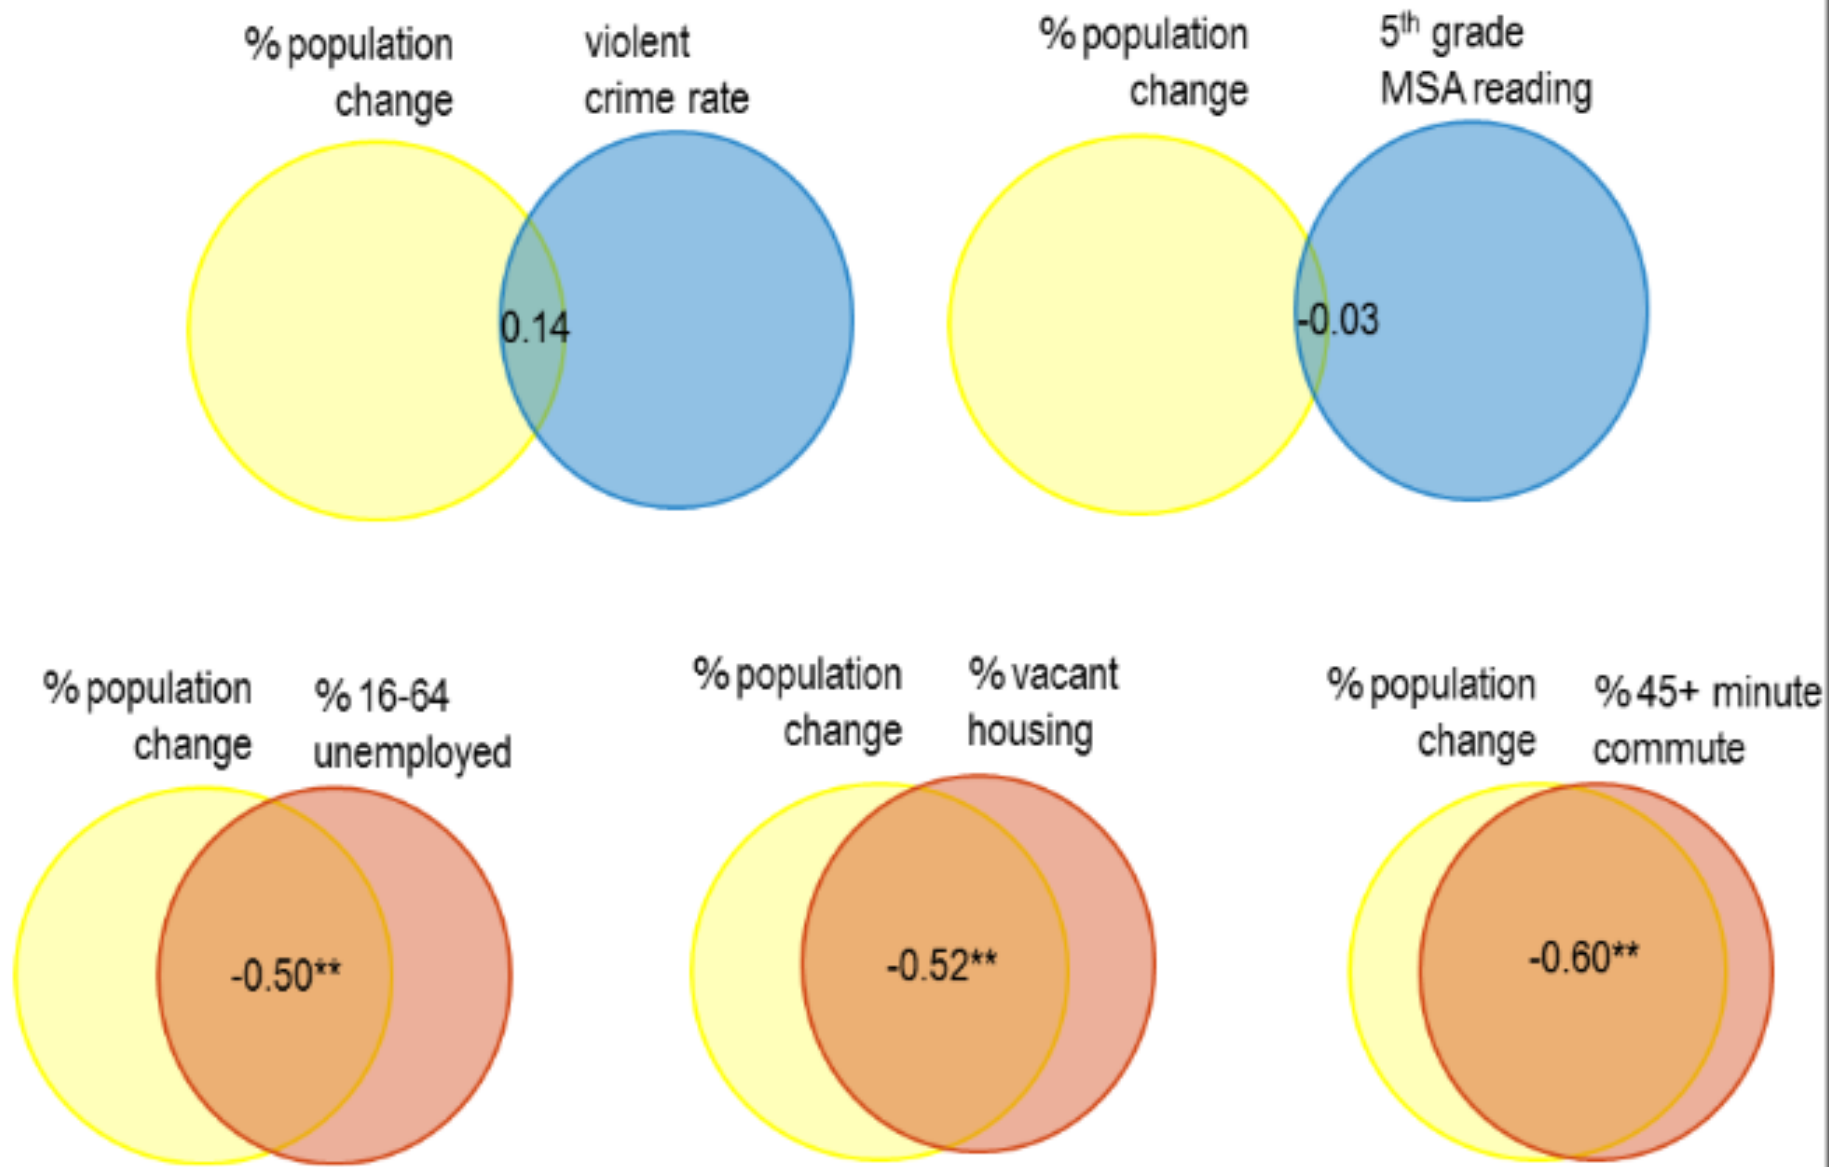 % population
change
violent
crime rate
0.14
% population
change
5th grade
MSA reading
-0.03
% population
change
% 16-64
unemployed
-0.50**
% population
change
% vacant
housing
-0.52**
% population
change
% 45+ minute
commute
-0.60**